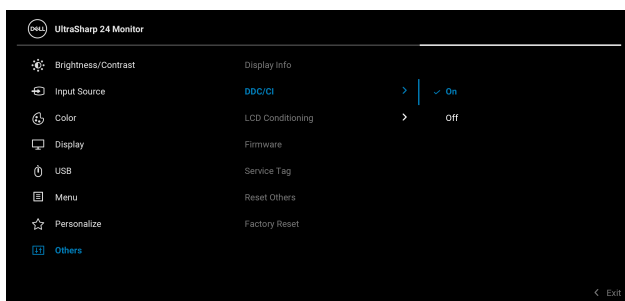 DELL UltraSharp 24 Monitor
Brightness/Contrast Display Info
Input Source DDC/CI > ✓ On
Color LCD Conditioning > Off
Display Firmware
USB Service Tag
Menu Reset Others
Personalize Factory Reset
Others
< Exit